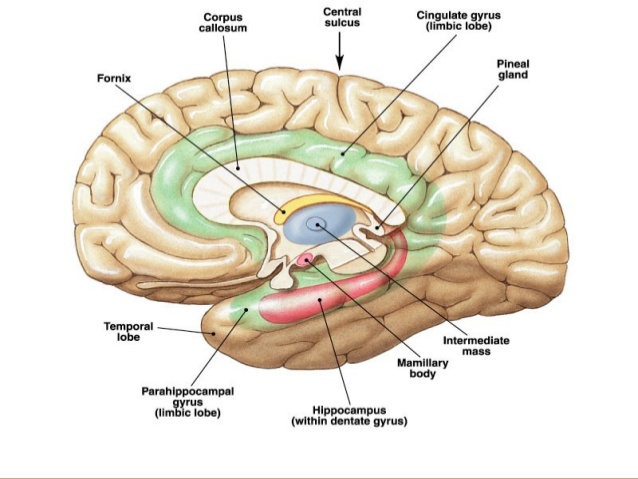 Corpus
callosum
Central
sulcus
Cingulate gyrus
(limbic lobe)
Pineal
gland
Fornix
Temporal
lobe
Parahippocampal
gyrus
(limbic lobe)
Hippocampus
(within dentate gyrus)
Mamillary
body
Intermediate
mass